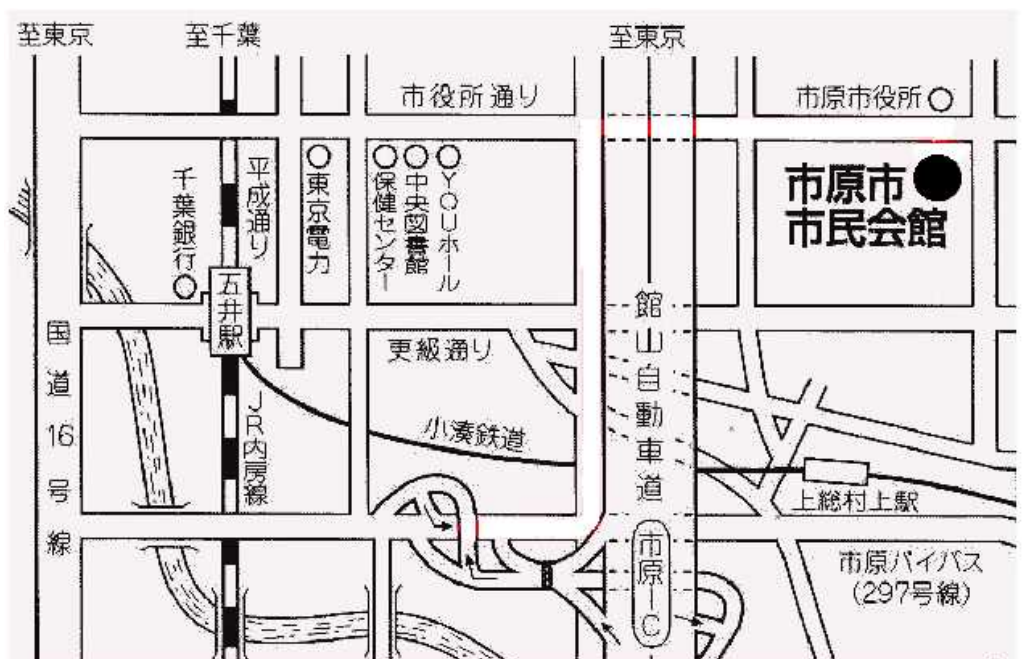 至東京
至千葉
至東京
市役所通り
市原市役所
千葉銀行
平成通り
東京電力
保健センター
中央図書館
YOUホール
市原市
市民会館
五井駅
国道16号線
更級通り
館山自動車道
JR内房線
小湊鉄道
上総村上駅
市原IC
市原バイパス
(297号線)